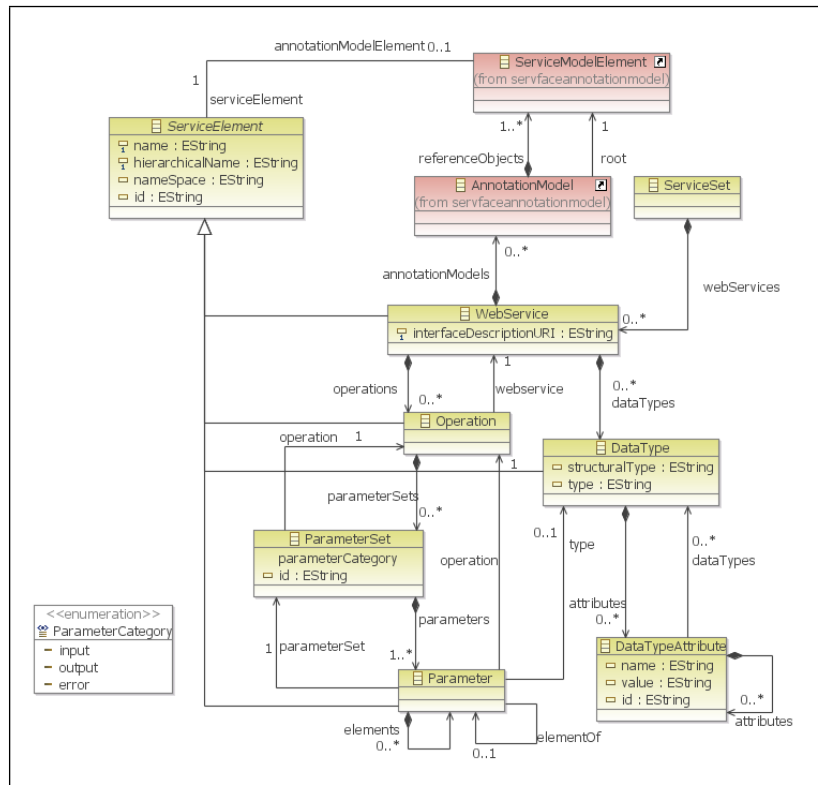 annotationModelElement 0..1
1
serviceElement
ServiceModelElement
(from servfaceannotationmodel)
ServiceElement
name : EString
hierarchicalName : EString
nameSpace : EString
id : EString
1..*
1
referenceObjects
root
AnnotationModel
(from servfaceannotationmodel)
ServiceSet
0..*
annotationModels
webServices
WebService
interfaceDescriptionURI : EString
0..*
operations
0..*
1
webservice
0..*
dataTypes
Operation
operation
1
1
DataType
structuralType : EString
type : EString
parameterSets
0..*
ParameterSet
parameterCategory
id : EString
operation
0..1
type
0..*
dataTypes
<<enumeration>>
ParameterCategory
input
output
error
1
parameterSet
parameters
1..*
attributes
0..*
DataTypeAttribute
name : EString
value : EString
id : EString
0..*
attributes
Parameter
elements
0..*
0..1
elementOf